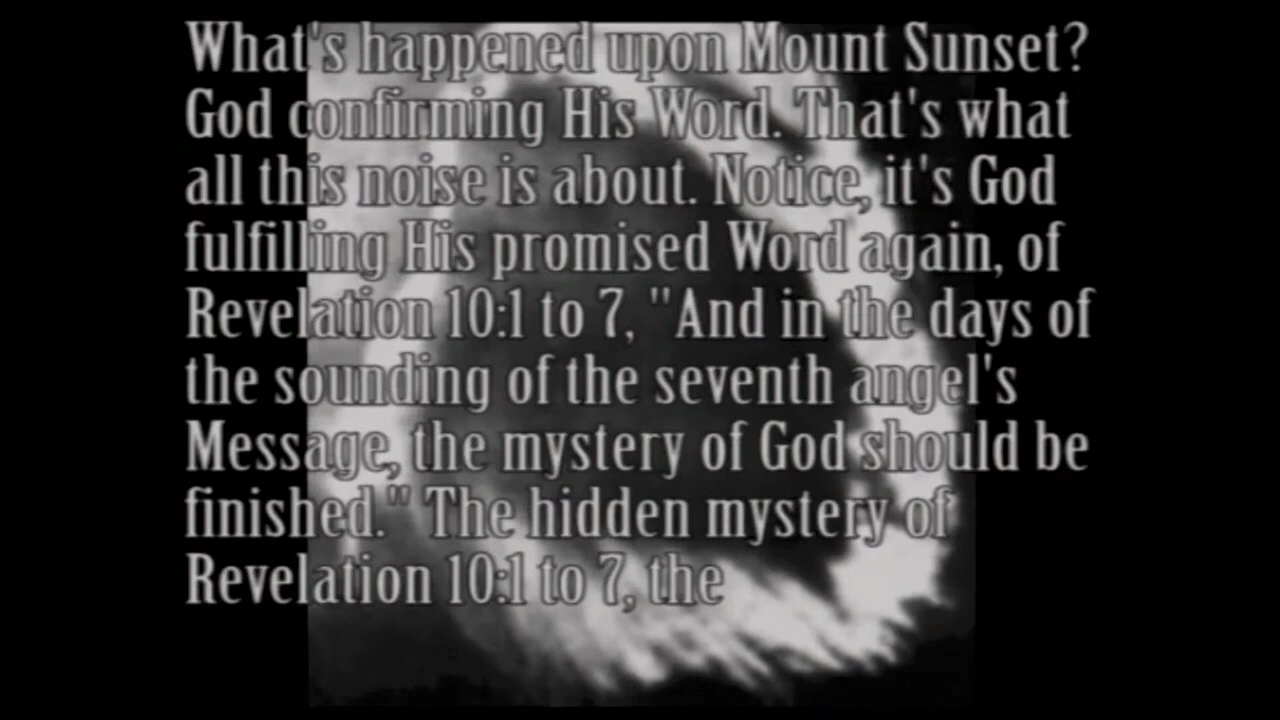 What's happened upon Mount Sunset?
God confirming His Word. That's what
all this noise is about. Notice, it's God
fulfilling His promised Word again, of
Revelation 10:1 to 7, "And in the days of
the sounding of the seventh angel's
Message, the mystery of God should be
finished." The hidden mystery of
Revelation 10:1 to 7, the